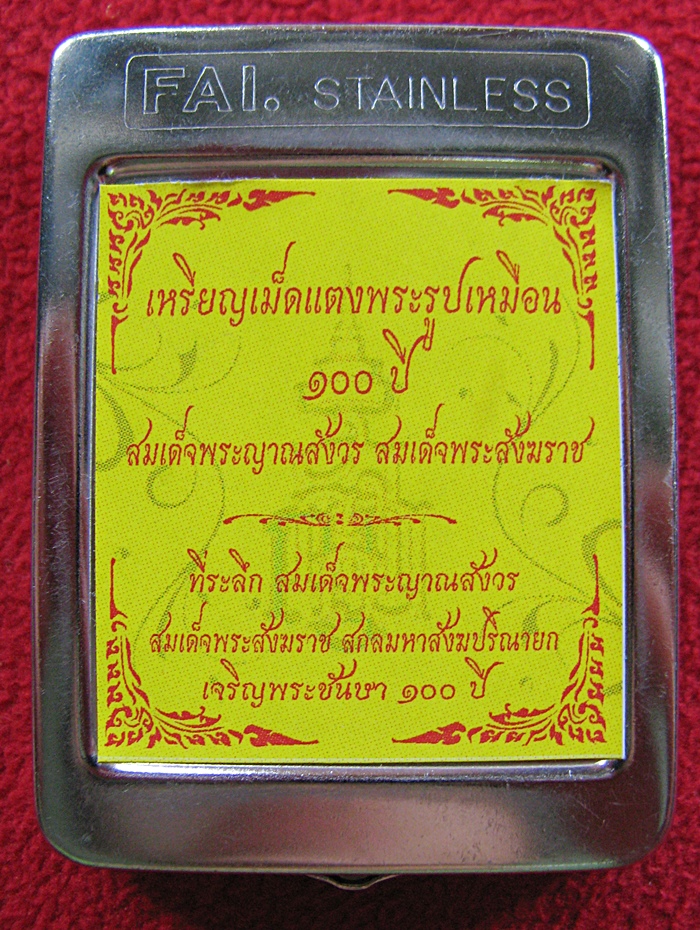 FAI. STAINLESS
เหรียญเม็ดแตงพระรูปเหมือน
๑๐๐ ปี
สมเด็จพระญาณสังวร สมเด็จพระสังฆราช
ที่ระลึก สมเด็จพระญาณสังวร
สมเด็จพระสังฆราช สกลมหาสังฆปริณายก
เจริญพระชันษา ๑๐๐ ปี